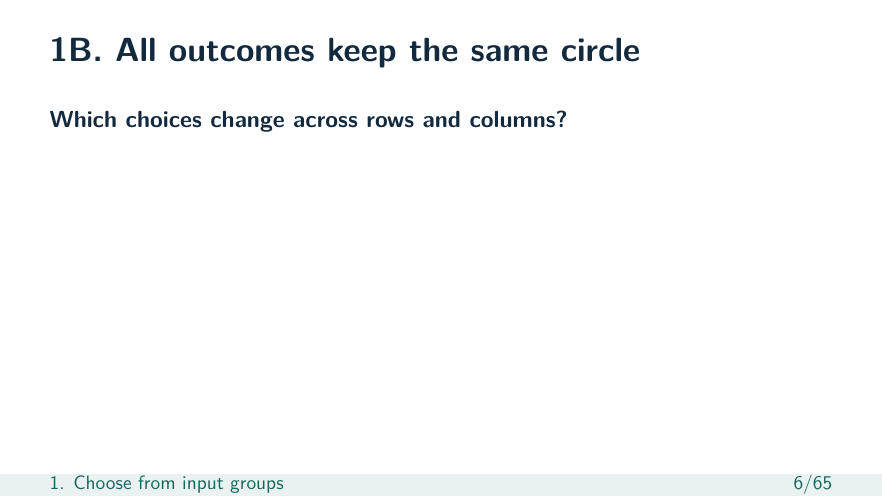 1B. All outcomes keep the same circle
Which choices change across rows and columns?
1. Choose from input groups
6/65